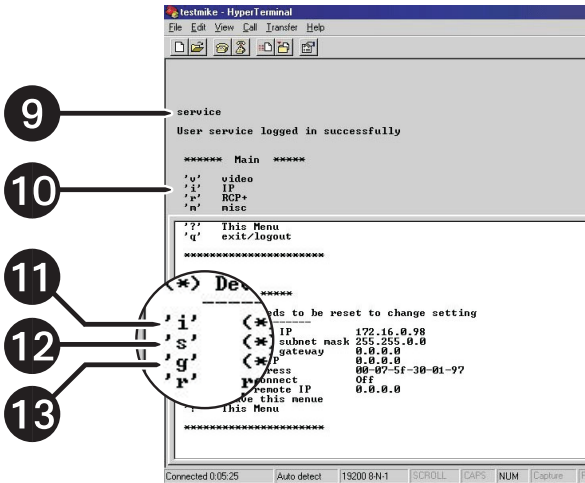 testmike - HyperTerminal
File Edit View Call Transfer Help
9
service
User service logged in successfully
****** Main *****
10
'v' video
'i' IP
'r' RCP+
'm' misc
'?' This Menu
'q' exit/logout
***********************
(*) De
*****
eds to be reset to change setting
11
'i' (*
IP 172.16.0.98
12
's' (*
subnet mask 255.255.0.0
13
'g' (*
gateway 0.0.0.0
'r' r
P 0.0.0.0
ress 00-07-5f-30-01-97
onnect Off
remote IP 0.0.0.0
ve this menue
'?' This Menu
***********************
Connected 0:05:25 Auto detect 19200 8-N-1 SCROLL CAPS NUM Capture